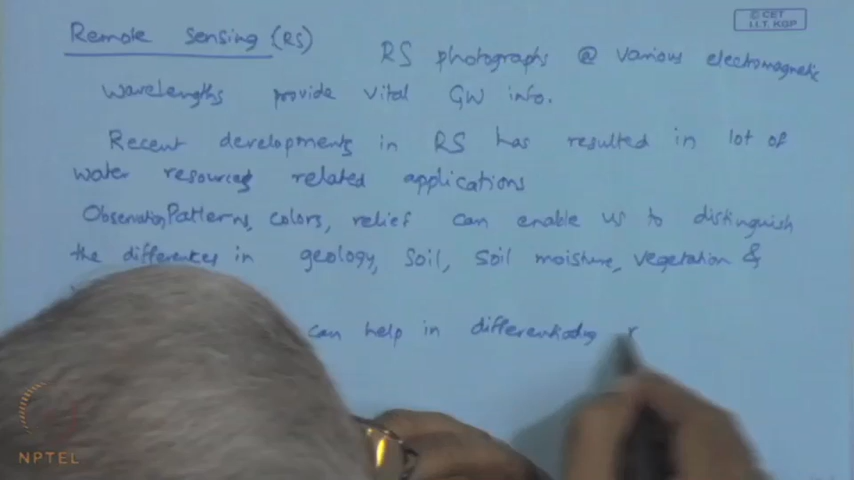 © CET
I.I.T. KGP
Remote Sensing (RS)
RS photographs @ various electromagnetic
wavelengths provide vital GW info.
Recent developments in RS has resulted in lot of
water resources related applications
Observation Patterns, colors, relief can enable us to distinguish
the differences in geology, soil, soil moisture, vegetation &
can help in differentiating r
NPTEL